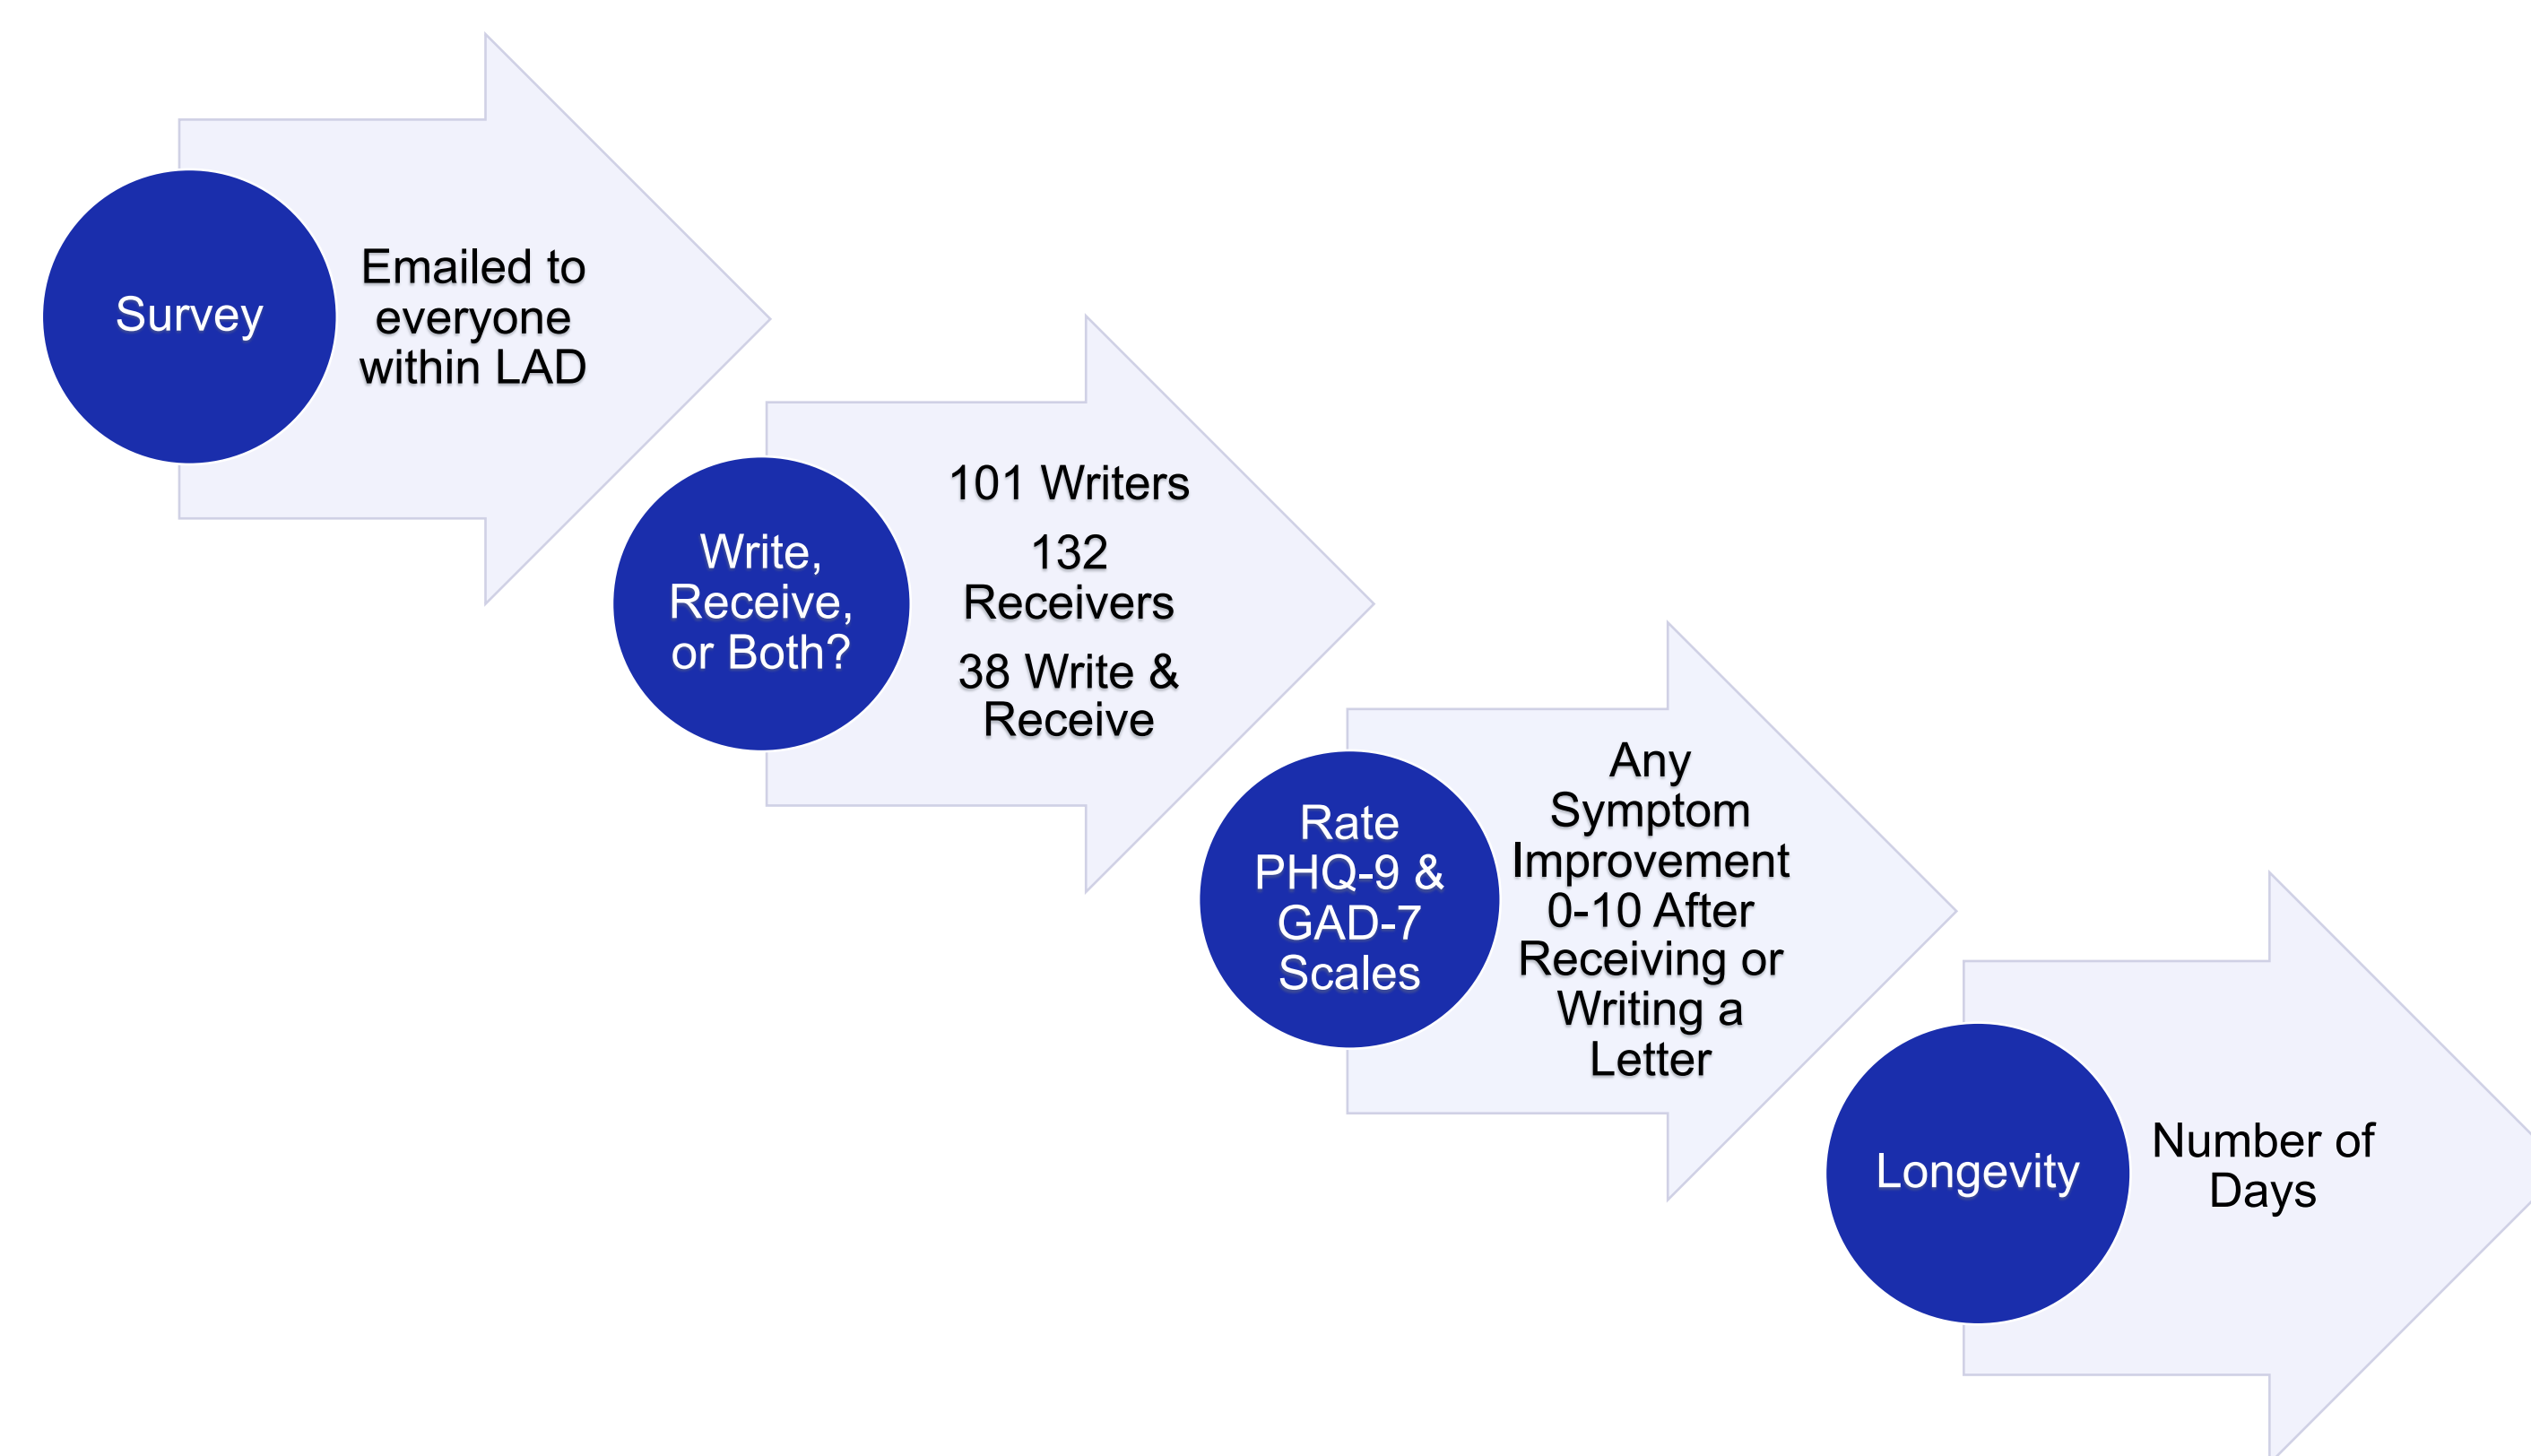 Survey
Emailed to
everyone
within LAD
Write,
Receive,
or Both?
101 Writers
132
Receivers
38 Write &
Receive
Rate
PHQ-9 &
GAD-7
Scales
Any
Symptom
Improvement
0-10 After
Receiving or
Writing a
Letter
Longevity
Number of
Days